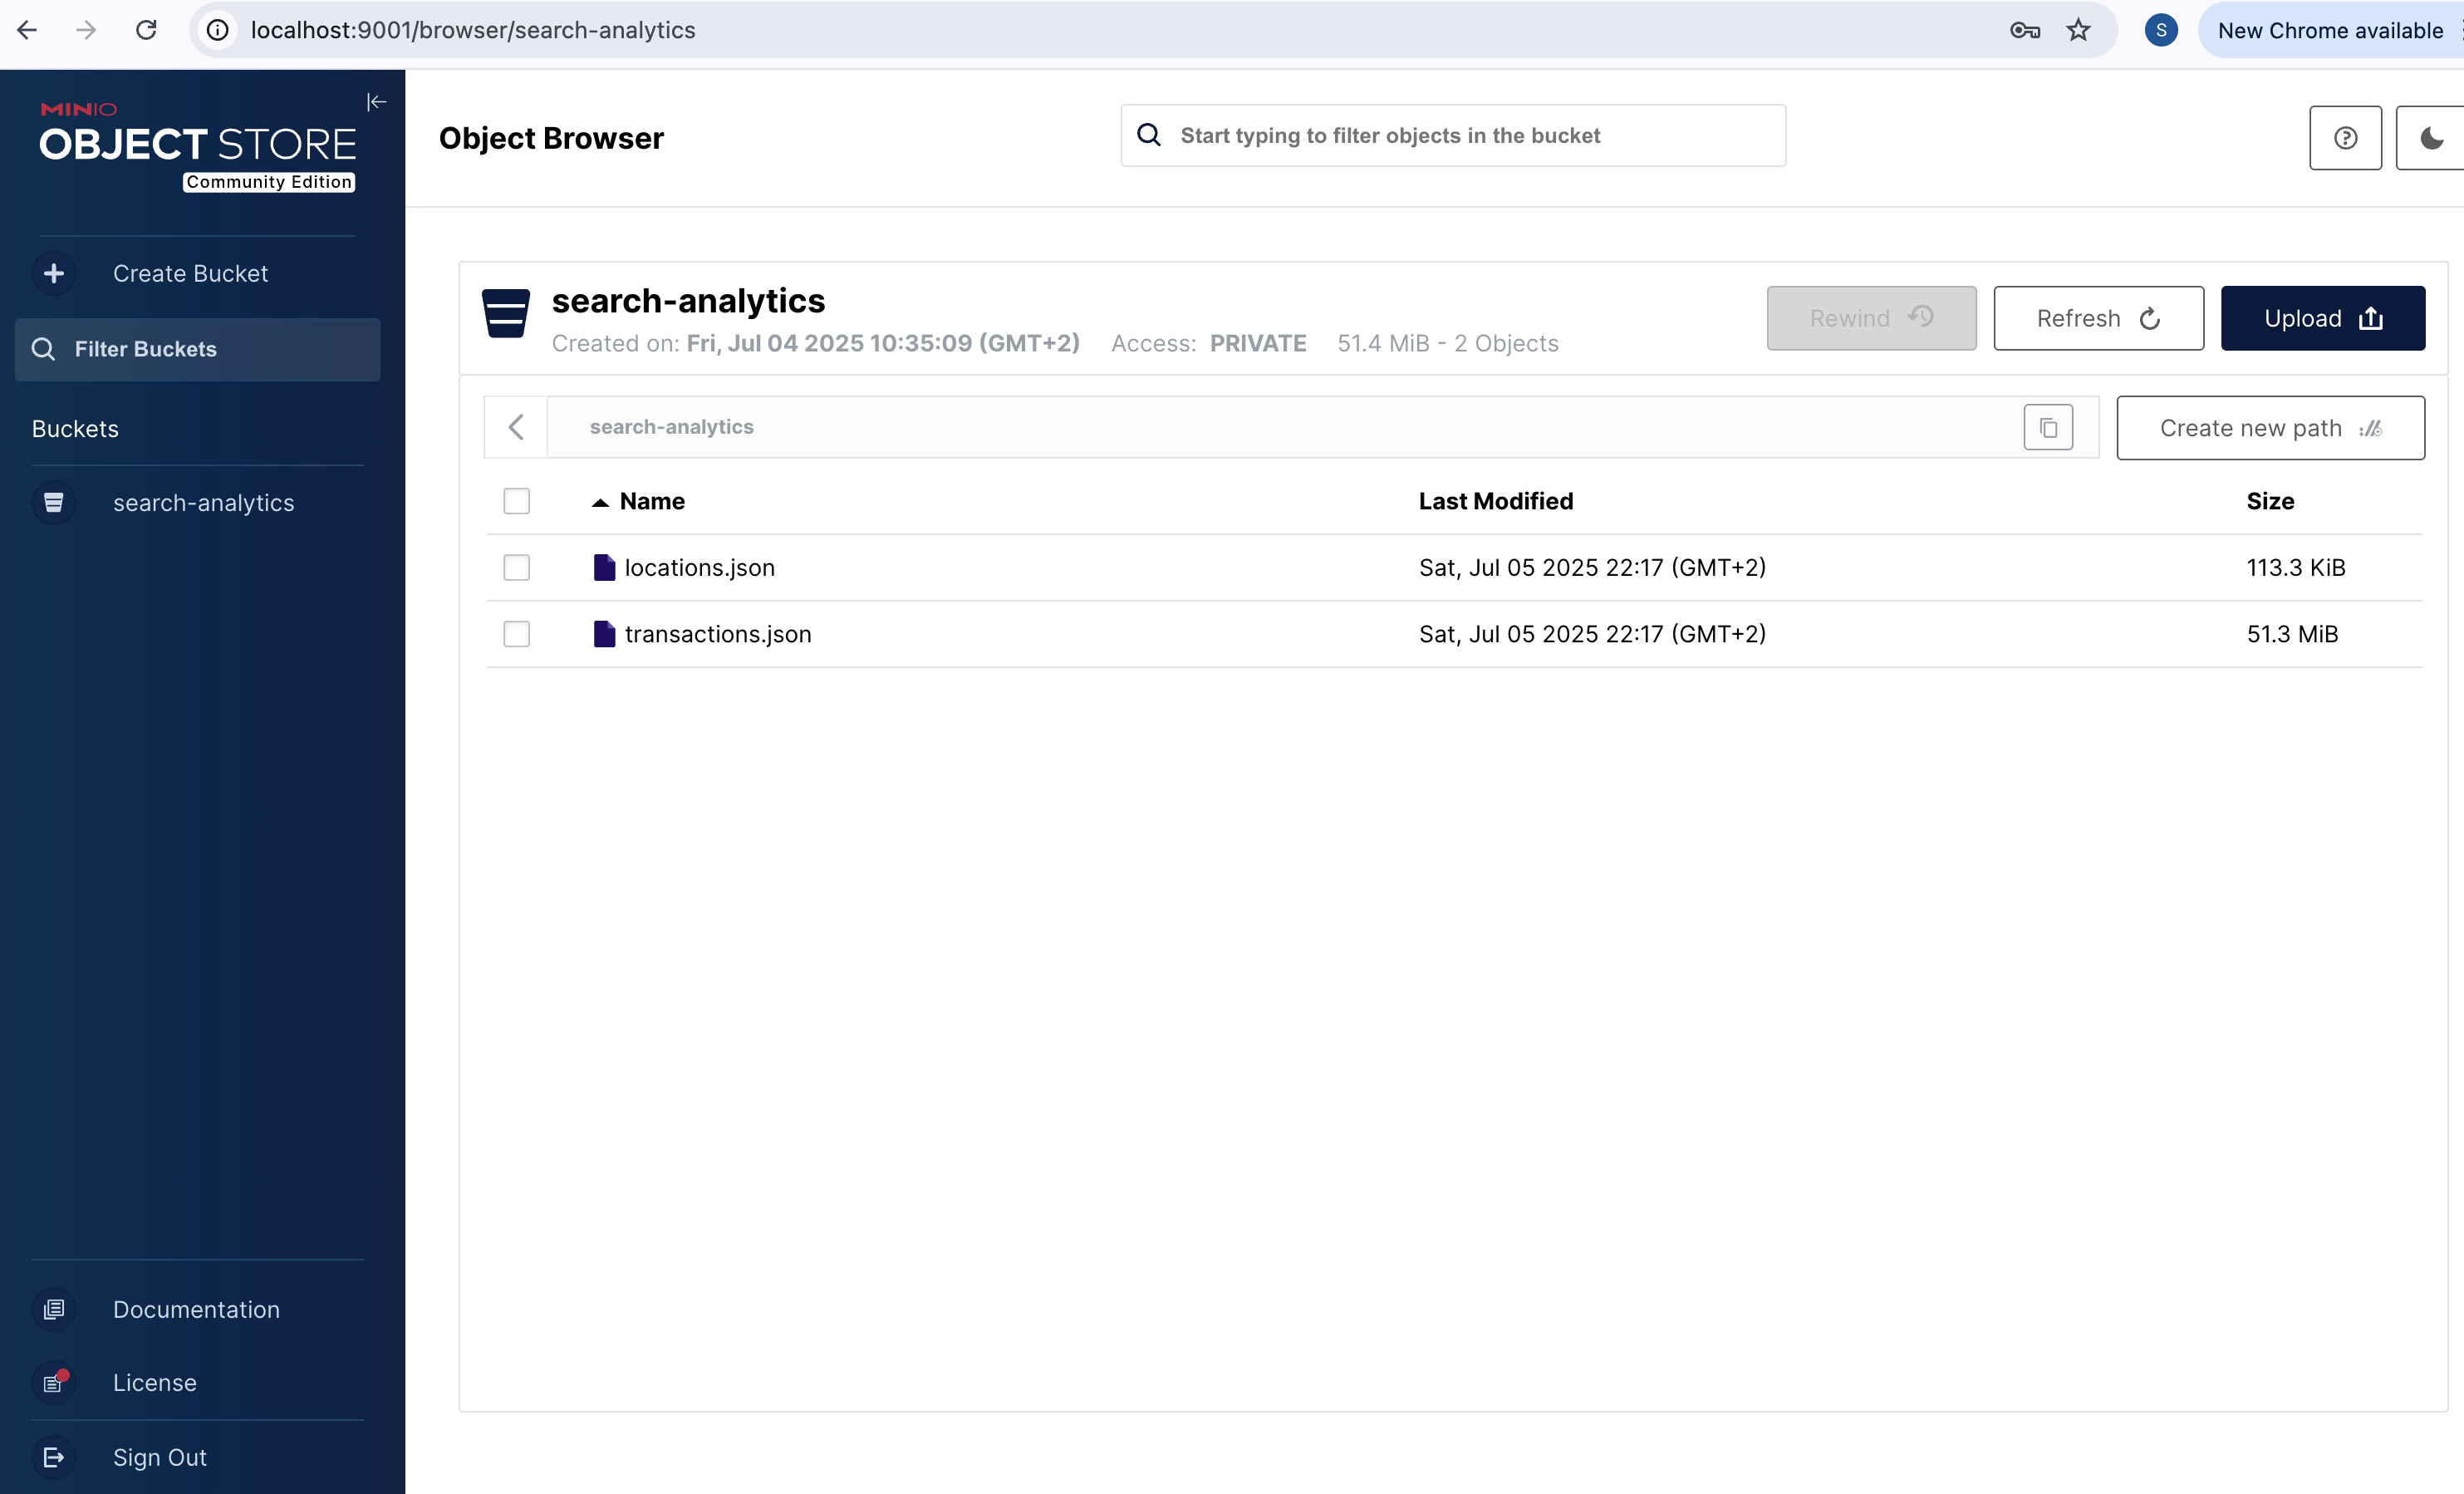 localhost:9001/browser/search-analytics
S
New Chrome available
MINIO
OBJECT STORE
Community Edition
Create Bucket
Filter Buckets
Buckets
search-analytics
Documentation
License
Sign Out
Object Browser
Start typing to filter objects in the bucket
search-analytics
Created on: Fri, Jul 04 2025 10:35:09 (GMT+2) Access: PRIVATE 51.4 MiB - 2 Objects
Rewind
Refresh
Upload
search-analytics
Create new path
Name Last Modified Size
locations.json Sat, Jul 05 2025 22:17 (GMT+2) 113.3 KiB
transactions.json Sat, Jul 05 2025 22:17 (GMT+2) 51.3 MiB